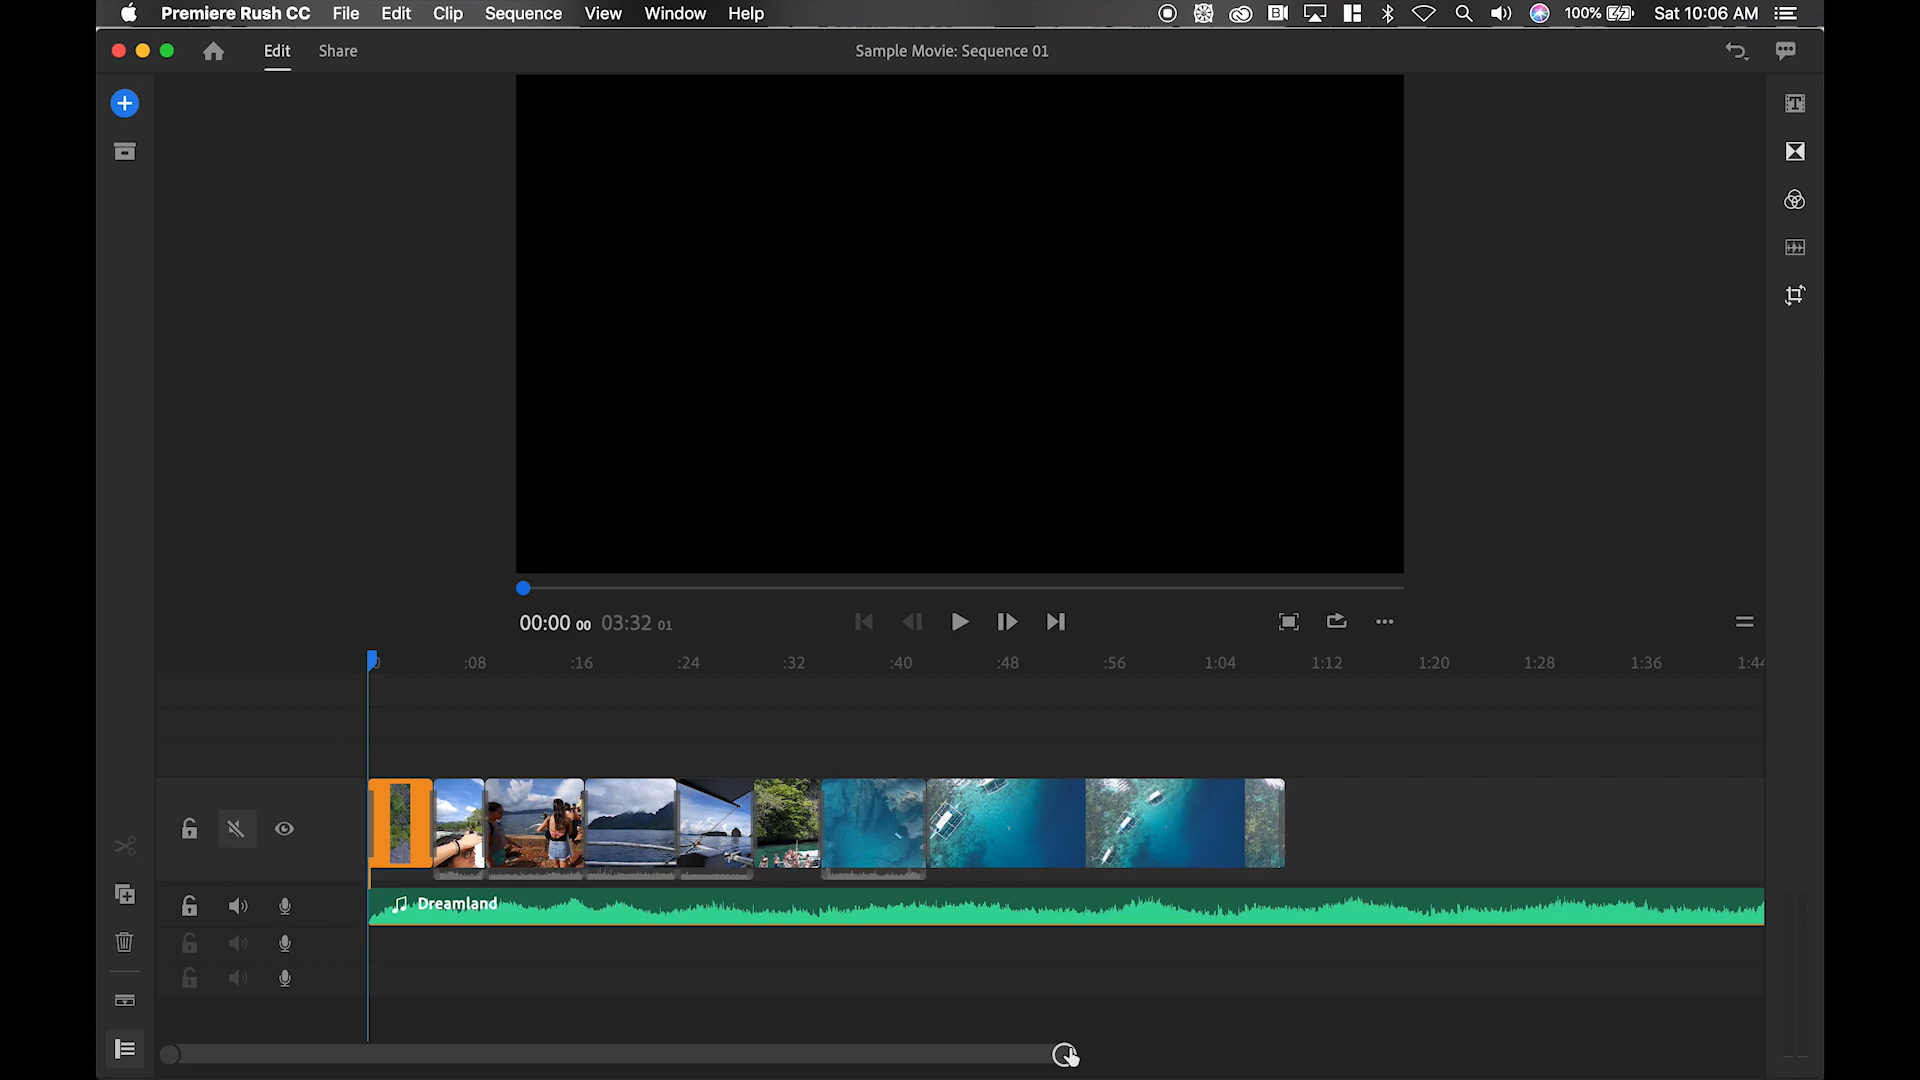 Premiere Rush CC File Edit Clip Sequence View Window Help 100% Sat 10:06 AM
Edit Share Sample Movie: Sequence 01
00:00 00 03:32 01
:08 :16 :24 :32 :40 :48 :56 1:04 1:12 1:20 1:28 1:36 1:44
Dreamland